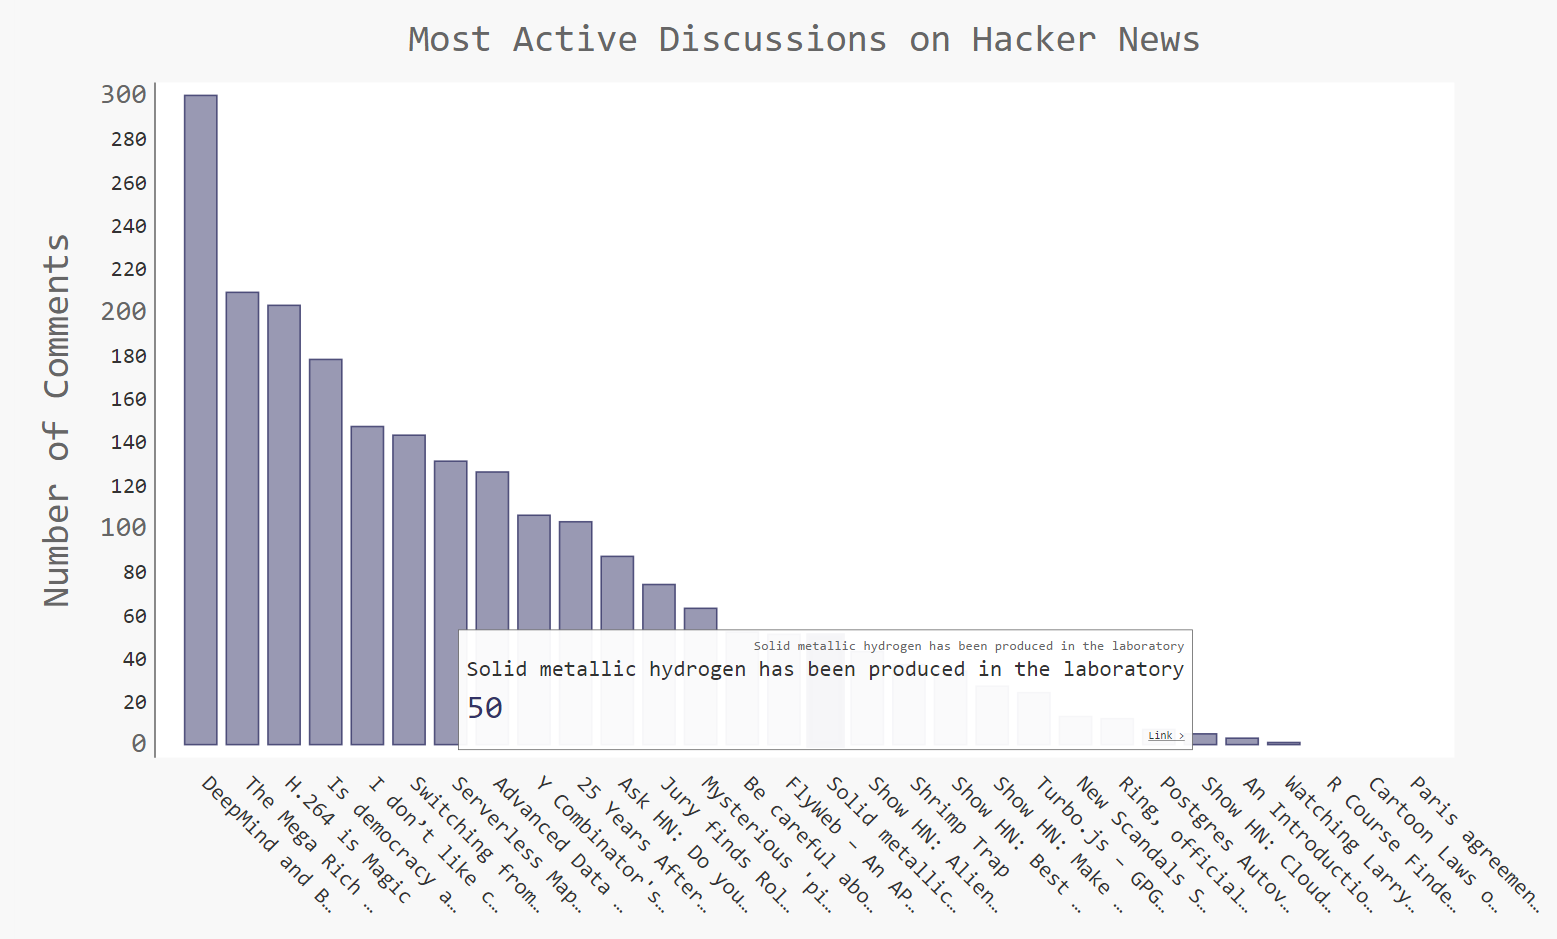 Most Active Discussions on Hacker News
Number of Comments
300
280
260
240
220
200
180
160
140
120
100
80
60
40
20
0
Solid metallic hydrogen has been produced in the laboratory
Solid metallic hydrogen has been produced in the laboratory
50
Link >
DeepMind and B…
The Mega Rich …
H.264 is Magic
Is democracy a…
I don’t like c…
Switching from…
Serverless Map…
Advanced Data …
Y Combinator's…
25 Years After…
Ask HN: Do you…
Jury finds Rol…
Mysterious 'pi…
Be careful abo…
FlyWeb – An AP…
Solid metallic…
Show HN: Alien…
Shrimp Trap
Show HN: Best …
Show HN: Make …
Turbo.js – GPG…
New Scandals S…
Ring, official…
Postgres Autov…
Show HN: Cloud…
An Introductio…
Watching Larry…
R Course Finde…
Cartoon Laws o…
Paris agreemen…